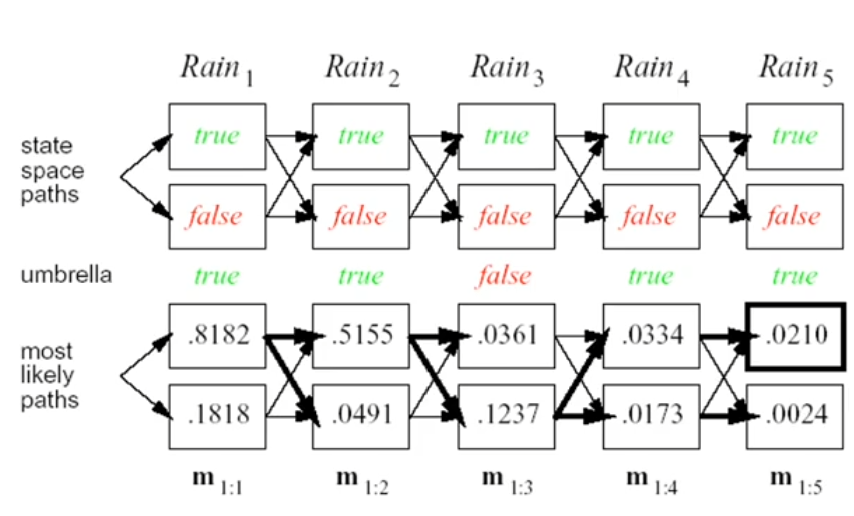 Rain 1 Rain 2 Rain 3 Rain 4 Rain 5
state
space
paths
true true true true true
false false false false false
umbrella true true false true true
most
likely
paths
.8182 .5155 .0361 .0334 .0210
.1818 .0491 .1237 .0173 .0024
m 1:1 m 1:2 m 1:3 m 1:4 m 1:5